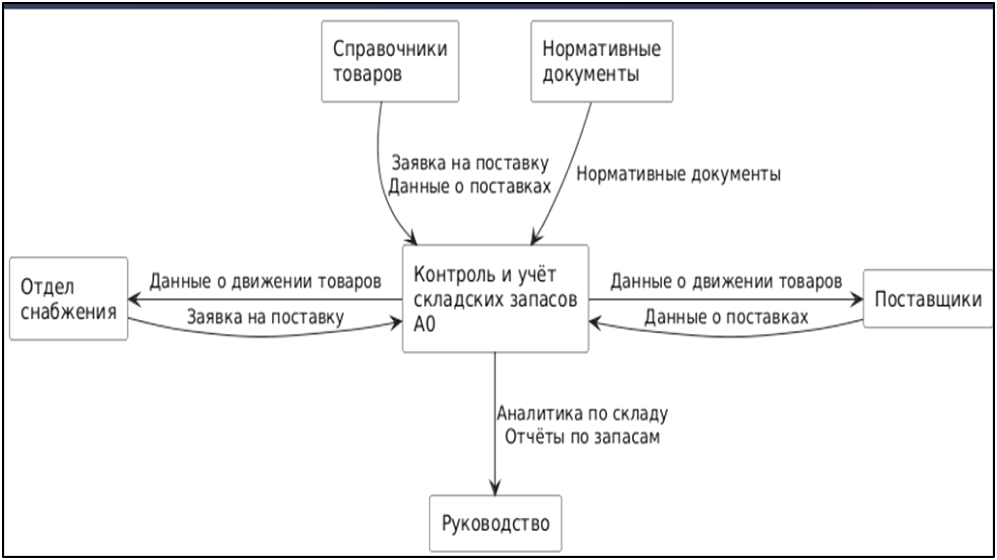 Справочники
товаров
Нормативные
документы
Заявка на поставку
Данные о поставках
Нормативные документы
Отдел
снабжения
Данные о движении товаров
Заявка на поставку
Контроль и учёт
складских запасов
А0
Данные о движении товаров
Данные о поставках
Поставщики
Аналитика по складу
Отчёты по запасам
Руководство